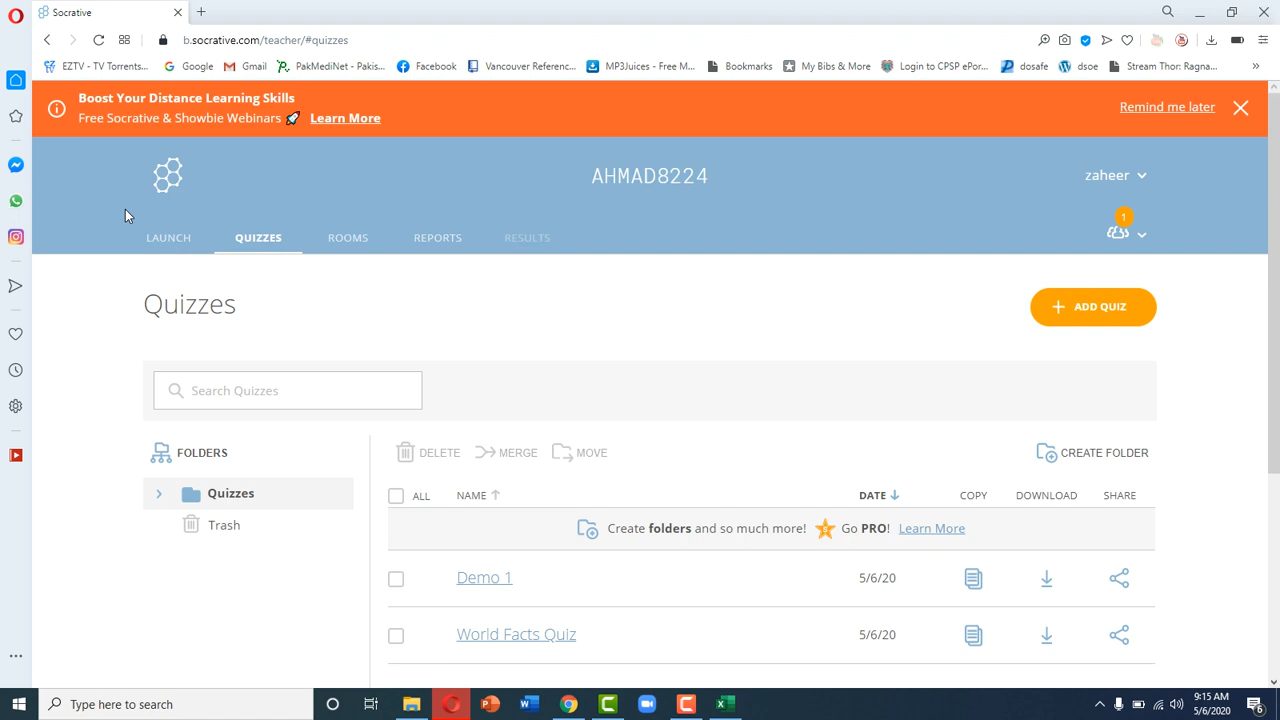 Socrative
b.socrative.com/teacher/#quizzes
EZTV - TV Torrents... Google Gmail PakMediNet - Pakis... Facebook Vancouver Referenc... MP3Juices - Free M... Bookmarks My Bibs & More Login to CPSP ePor... dosafe dsoe Stream Thor: Ragna...
Boost Your Distance Learning Skills
Free Socrative & Showbie Webinars Learn More
Remind me later
AHMAD8224
zaheer
1
LAUNCH QUIZZES ROOMS REPORTS RESULTS
Quizzes
ADD QUIZ
Search Quizzes
FOLDERS
Quizzes
Trash
DELETE MERGE MOVE CREATE FOLDER
ALL NAME DATE COPY DOWNLOAD SHARE
Create folders and so much more! Go PRO! Learn More
Demo 1 5/6/20
World Facts Quiz 5/6/20
Type here to search
9:15 AM
5/6/2020
6